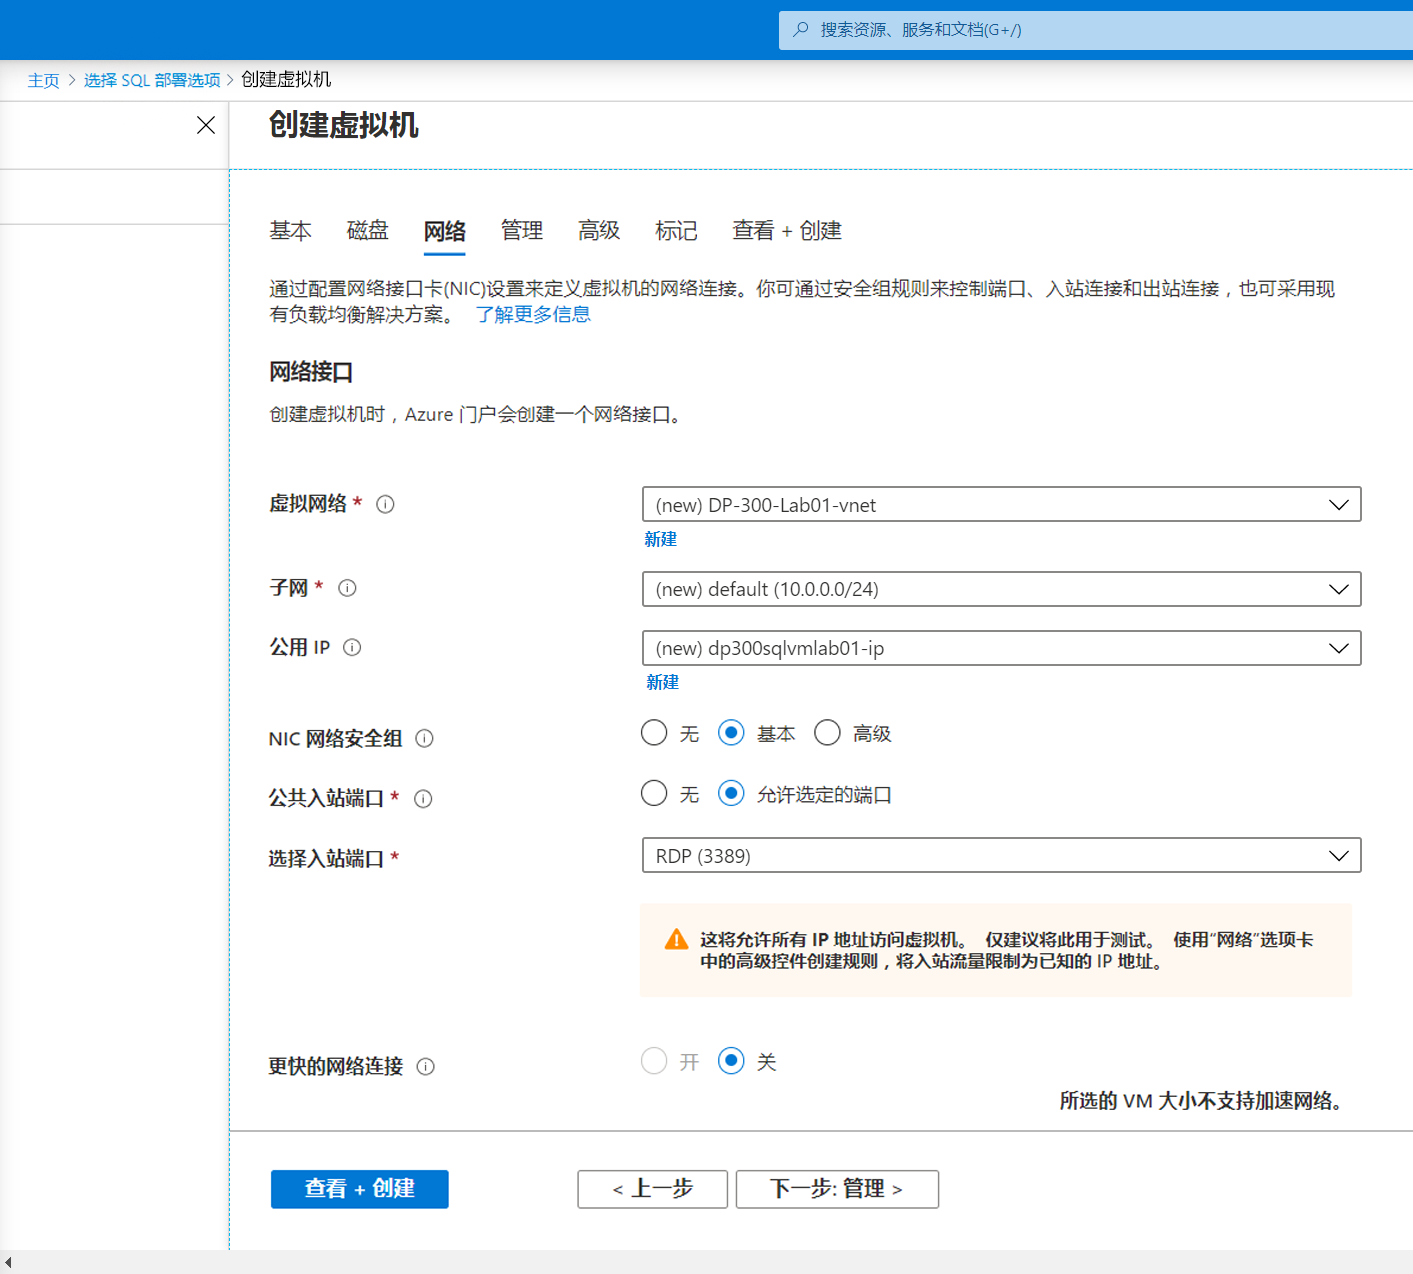 搜索资源、服务和文档(G+/)
主页 > 选择 SQL 部署选项 > 创建虚拟机
创建虚拟机
基本 磁盘 网络 管理 高级 标记 查看 + 创建
通过配置网络接口卡(NIC)设置来定义虚拟机的网络连接。你可通过安全组规则来控制端口、入站连接和出站连接，也可采用现
有负载均衡解决方案。 了解更多信息
网络接口
创建虚拟机时，Azure 门户会创建一个网络接口。
虚拟网络 * (new) DP-300-Lab01-vnet
新建
子网 * (new) default (10.0.0.0/24)
公用 IP (new) dp300sqlvmlab01-ip
新建
NIC 网络安全组 无 基本 高级
公共入站端口 * 无 允许选定的端口
选择入站端口 * RDP (3389)
这将允许所有 IP 地址访问虚拟机。 仅建议将此用于测试。 使用“网络”选项卡
中的高级控件创建规则，将入站流量限制为已知的 IP 地址。
更快的网络连接 开 关
所选的 VM 大小不支持加速网络。
查看 + 创建 < 上一步 下一步: 管理 >